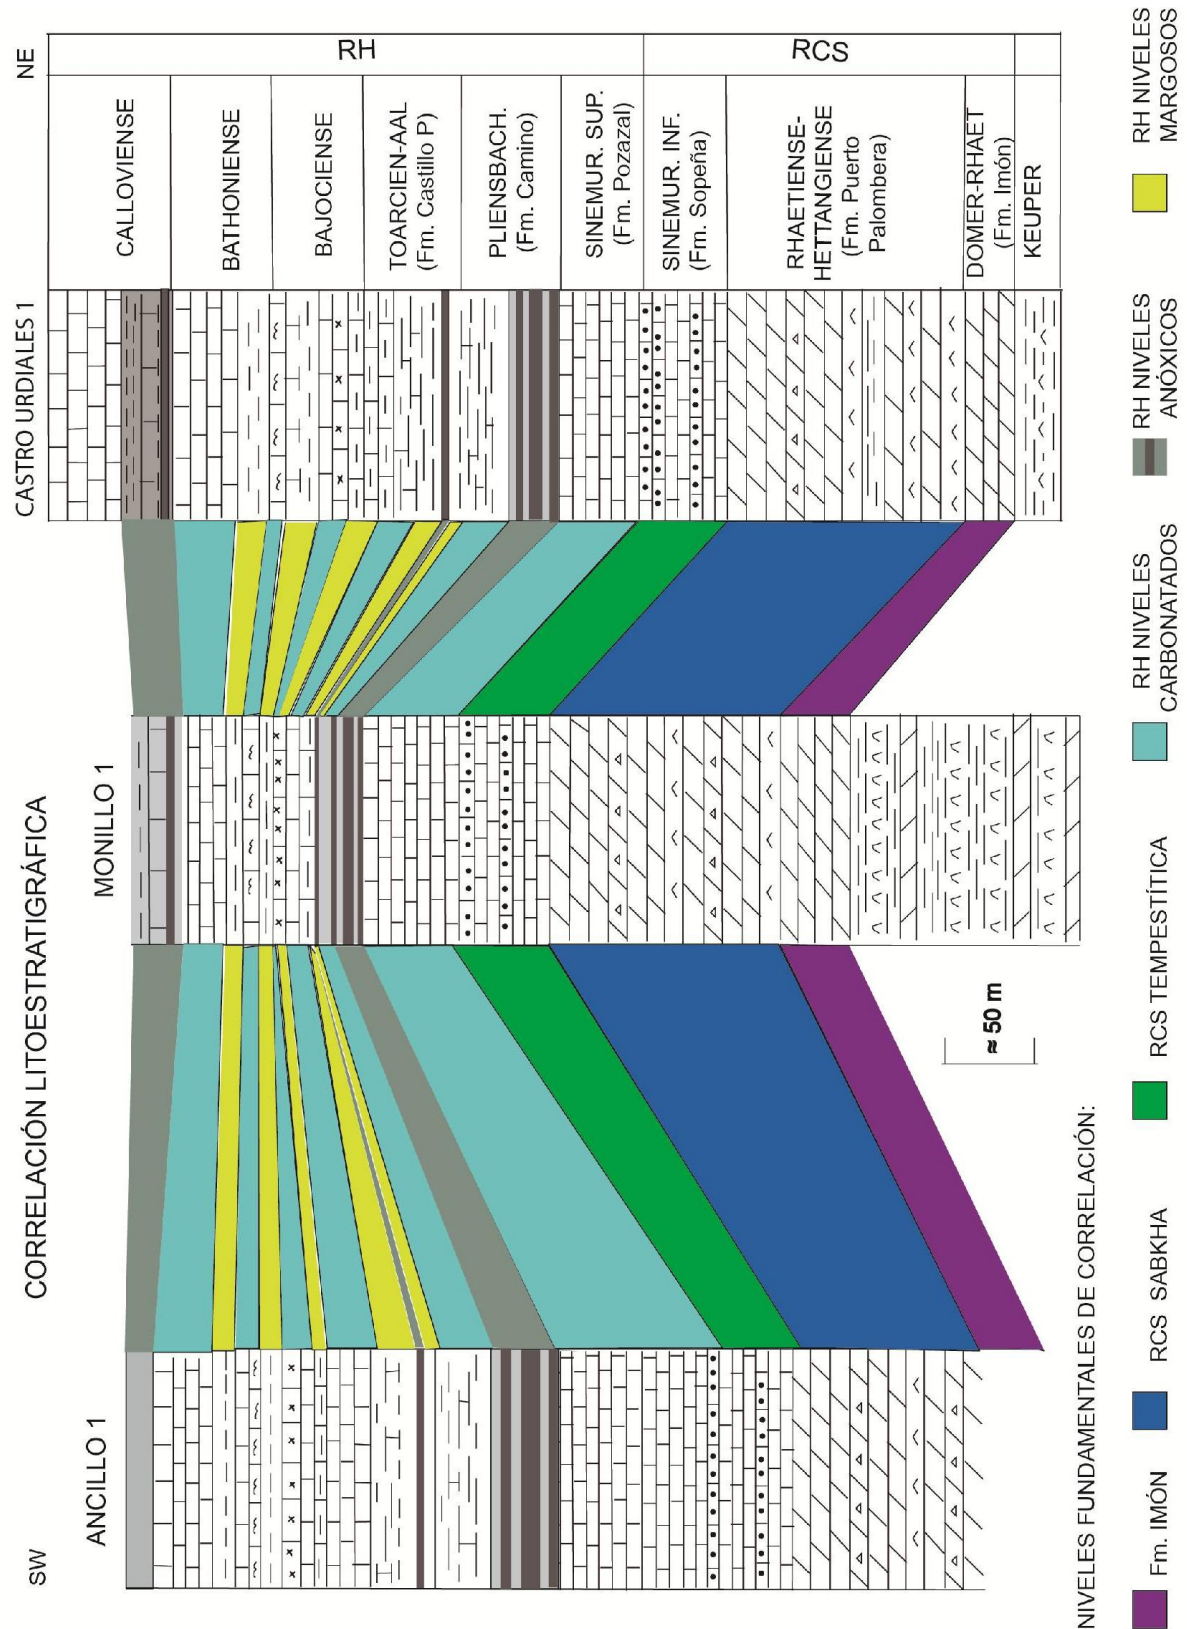 CORRELACIÓN LITOESTRATIGRÁFICA
SW
NE
ANCILLO 1
MONILLO 1
CASTRO URDIALES 1
CALLOVIENSE
BATHONIENSE
BAJOCIENSE
TOARCIEN-AAL
(Fm. Castillo P)
PLIENSBACH.
(Fm. Camino)
SINEMUR. SUP.
(Fm. Pozazal)
SINEMUR. INF.
(Fm. Sopeña)
RHAETIENSE-
HETTANGIENSE
(Fm. Puerto
Palombera)
DOMER-RHAET
(Fm. Imón)
KEUPER
RH
RCS
≈ 50 m
NIVELES FUNDAMENTALES DE CORRELACIÓN:
Fm. IMÓN
RCS SABKHA
RCS TEMPESTÍTICA
RH NIVELES
CARBONATADOS
RH NIVELES
ANÓXICOS
RH NIVELES
MARGOSOS